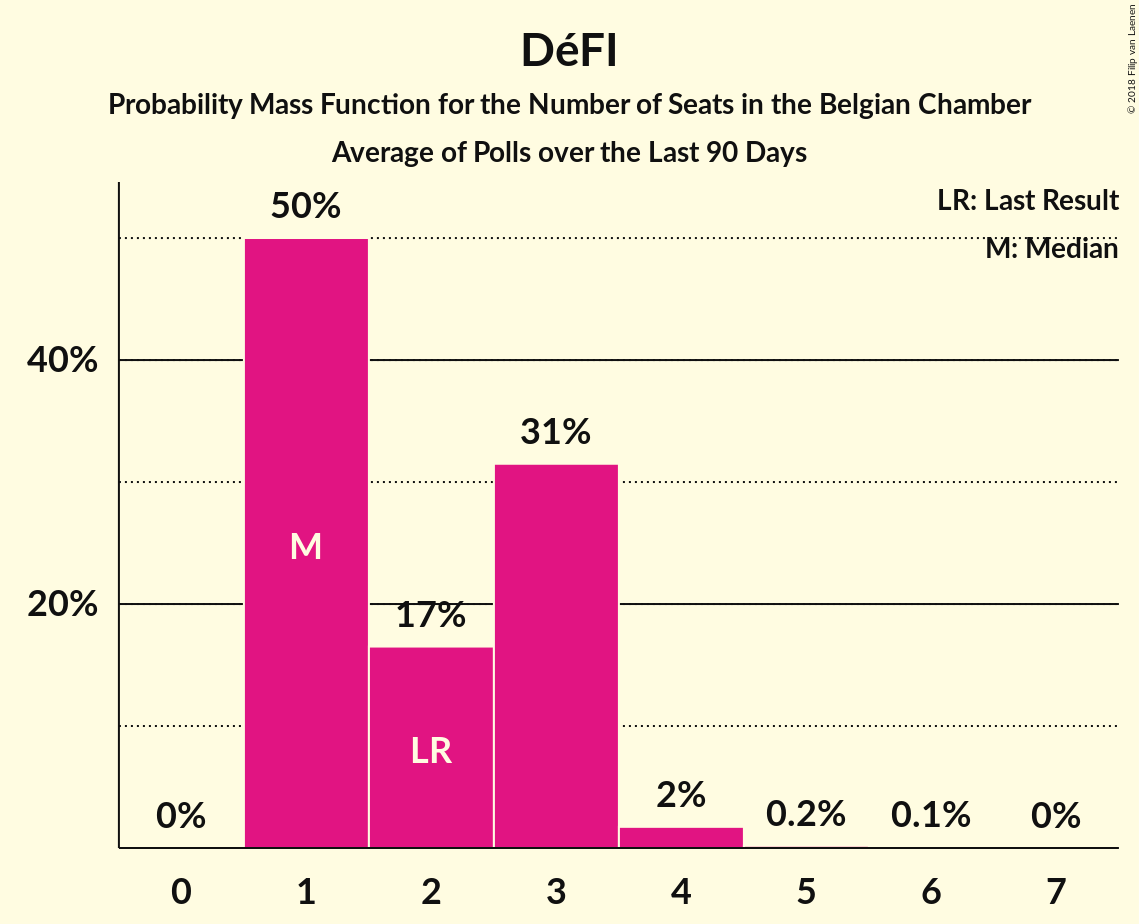 DéFI
Probability Mass Function for the Number of Seats in the Belgian Chamber
Average of Polls over the Last 90 Days
© 2018 Filip van Laenen
LR: Last Result
M: Median
50%
40%
31%
M
20%
17%
LR
0%
2%
0.2%
0.1%
0%
0 1 2 3 4 5 6 7